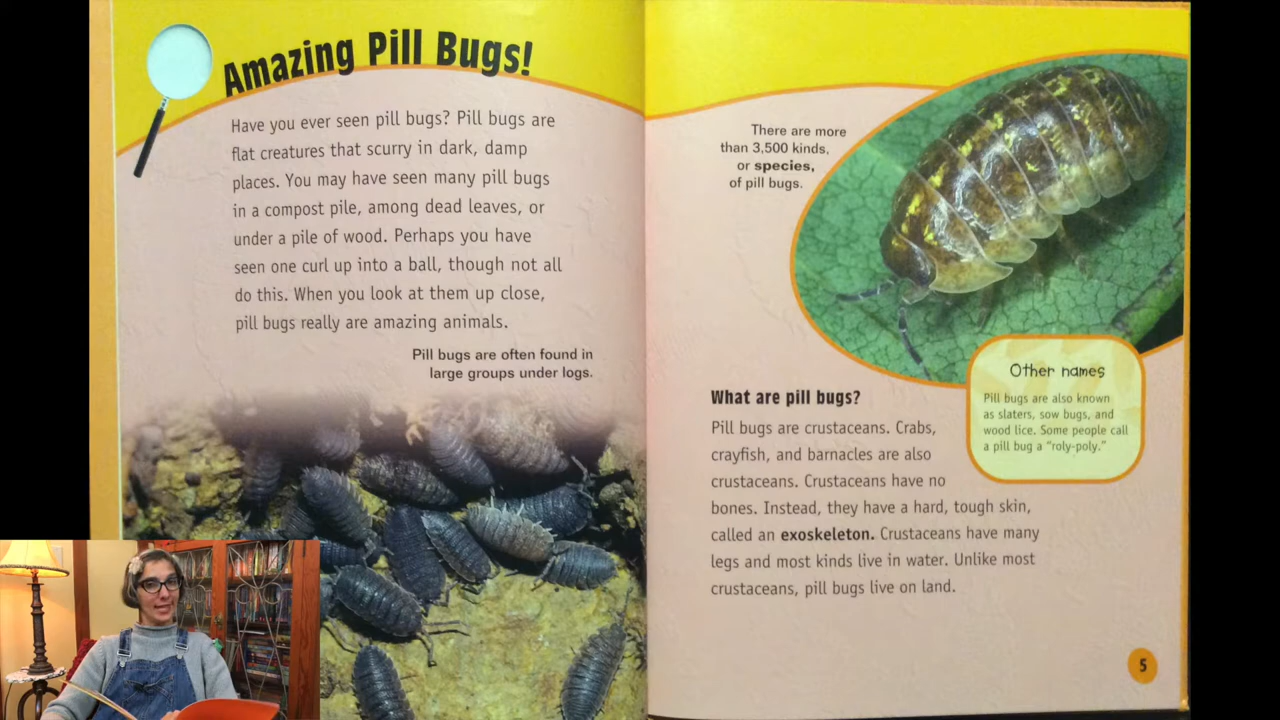 Amazing Pill Bugs!
Have you ever seen pill bugs? Pill bugs are
flat creatures that scurry in dark, damp
places. You may have seen many pill bugs
in a compost pile, among dead leaves, or
under a pile of wood. Perhaps you have
seen one curl up into a ball, though not all
do this. When you look at them up close,
pill bugs really are amazing animals.
Pill bugs are often found in
large groups under logs.
There are more
than 3,500 kinds,
or species,
of pill bugs.
Other names
Pill bugs are also known
as slaters, sow bugs, and
wood lice. Some people call
a pill bug a "roly-poly."
What are pill bugs?
Pill bugs are crustaceans. Crabs,
crayfish, and barnacles are also
crustaceans. Crustaceans have no
bones. Instead, they have a hard, tough skin,
called an exoskeleton. Crustaceans have many
legs and most kinds live in water. Unlike most
crustaceans, pill bugs live on land.
5